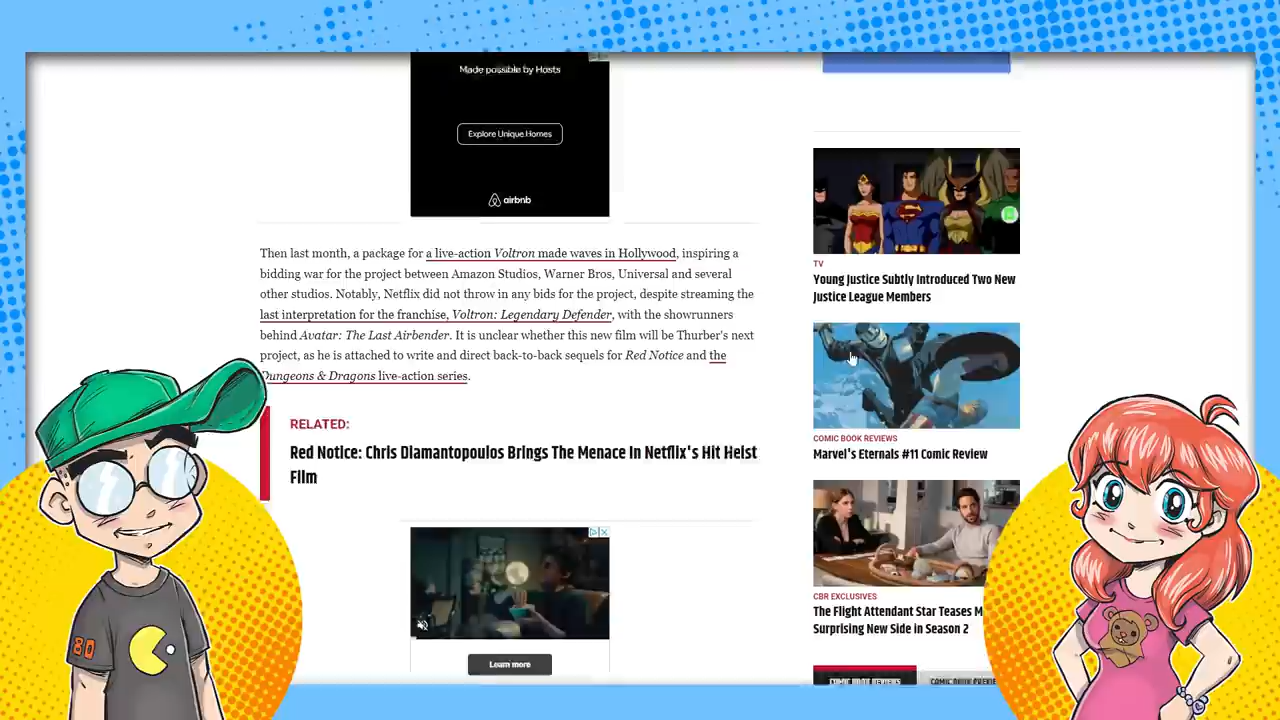 Made possible by Hosts
Explore Unique Homes
airbnb
Then last month, a package for a live-action Voltron made waves in Hollywood, inspiring a
bidding war for the project between Amazon Studios, Warner Bros, Universal and several
other studios. Notably, Netflix did not throw in any bids for the project, despite streaming the
last interpretation for the franchise, Voltron: Legendary Defender, with the showrunners
behind Avatar: The Last Airbender. It is unclear whether this new film will be Thurber's next
project, as he is attached to write and direct back-to-back sequels for Red Notice and the
Dungeons & Dragons live-action series.
RELATED:
Red Notice: Chris Diamantopoulos Brings The Menace In Netflix's Hit Heist
Film
Learn more
TV
Young Justice Subtly Introduced Two New
Justice League Members
COMIC BOOK REVIEWS
Marvel's Eternals #11 Comic Review
CBR EXCLUSIVES
The Flight Attendant Star Teases M
Surprising New Side in Season 2
COMIC BOOK REVIEWS
COMIC BOOK PREVIE
80